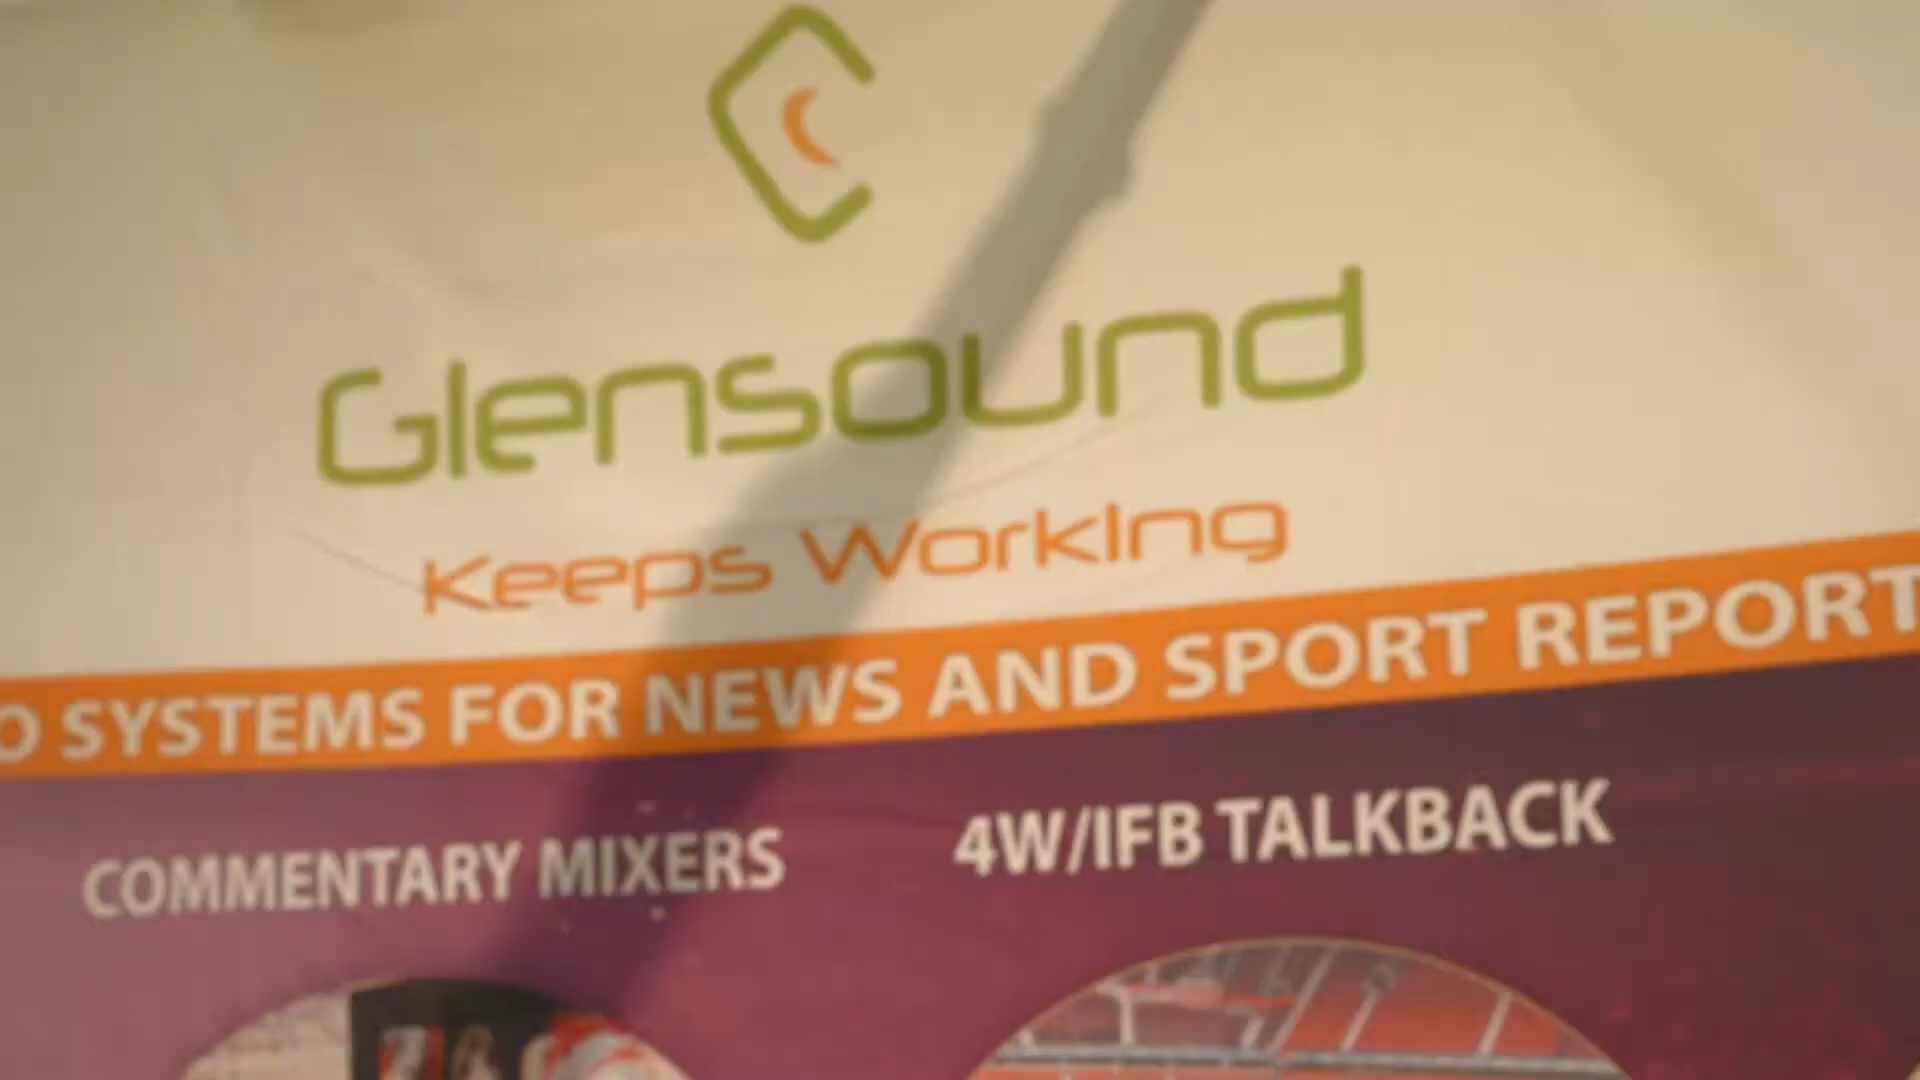 Glensound
Keeps Working
O SYSTEMS FOR NEWS AND SPORT REPORT
COMMENTARY MIXERS
4W/IFB TALKBACK